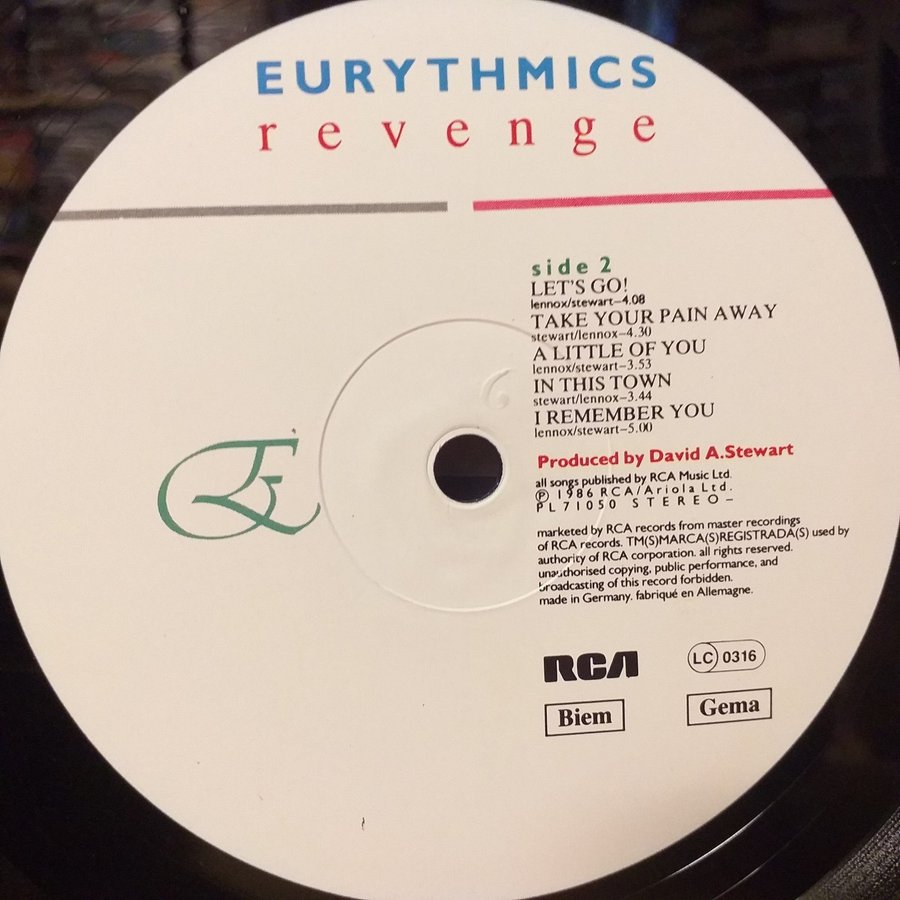 EURYTHMICS
revenge
side 2
LET'S GO!
lennox/stewart–4.08
TAKE YOUR PAIN AWAY
stewart/lennox–4.30
A LITTLE OF YOU
lennox/stewart–3.53
IN THIS TOWN
stewart/lennox–3.44
I REMEMBER YOU
lennox/stewart–5.00
Produced by David A.Stewart
all songs published by RCA Music Ltd.
Ⓟ 1986 RCA/Ariola Ltd.
PL71050 STEREO–
marketed by RCA records from master recordings
of RCA records. TM(S)MARCA(S)REGISTRADA(S) used by
authority of RCA corporation. all rights reserved.
unauthorised copying, public performance, and
broadcasting of this record forbidden.
made in Germany. fabriqué en Allemagne.
RCA LC 0316
Biem Gema